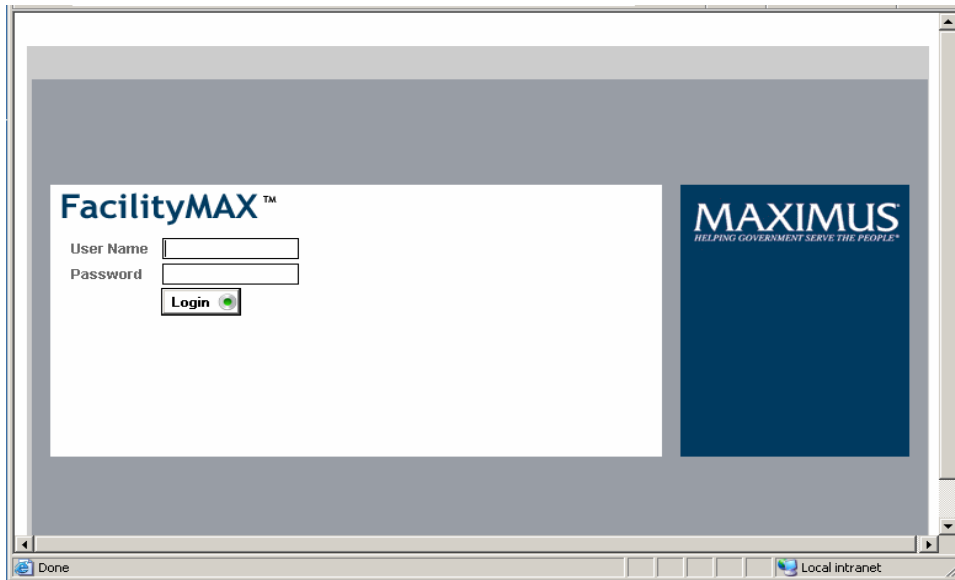 FacilityMAX™
User Name
Password
Login
MAXIMUS
HELPING GOVERNMENT SERVE THE PEOPLE®
Done
Local intranet